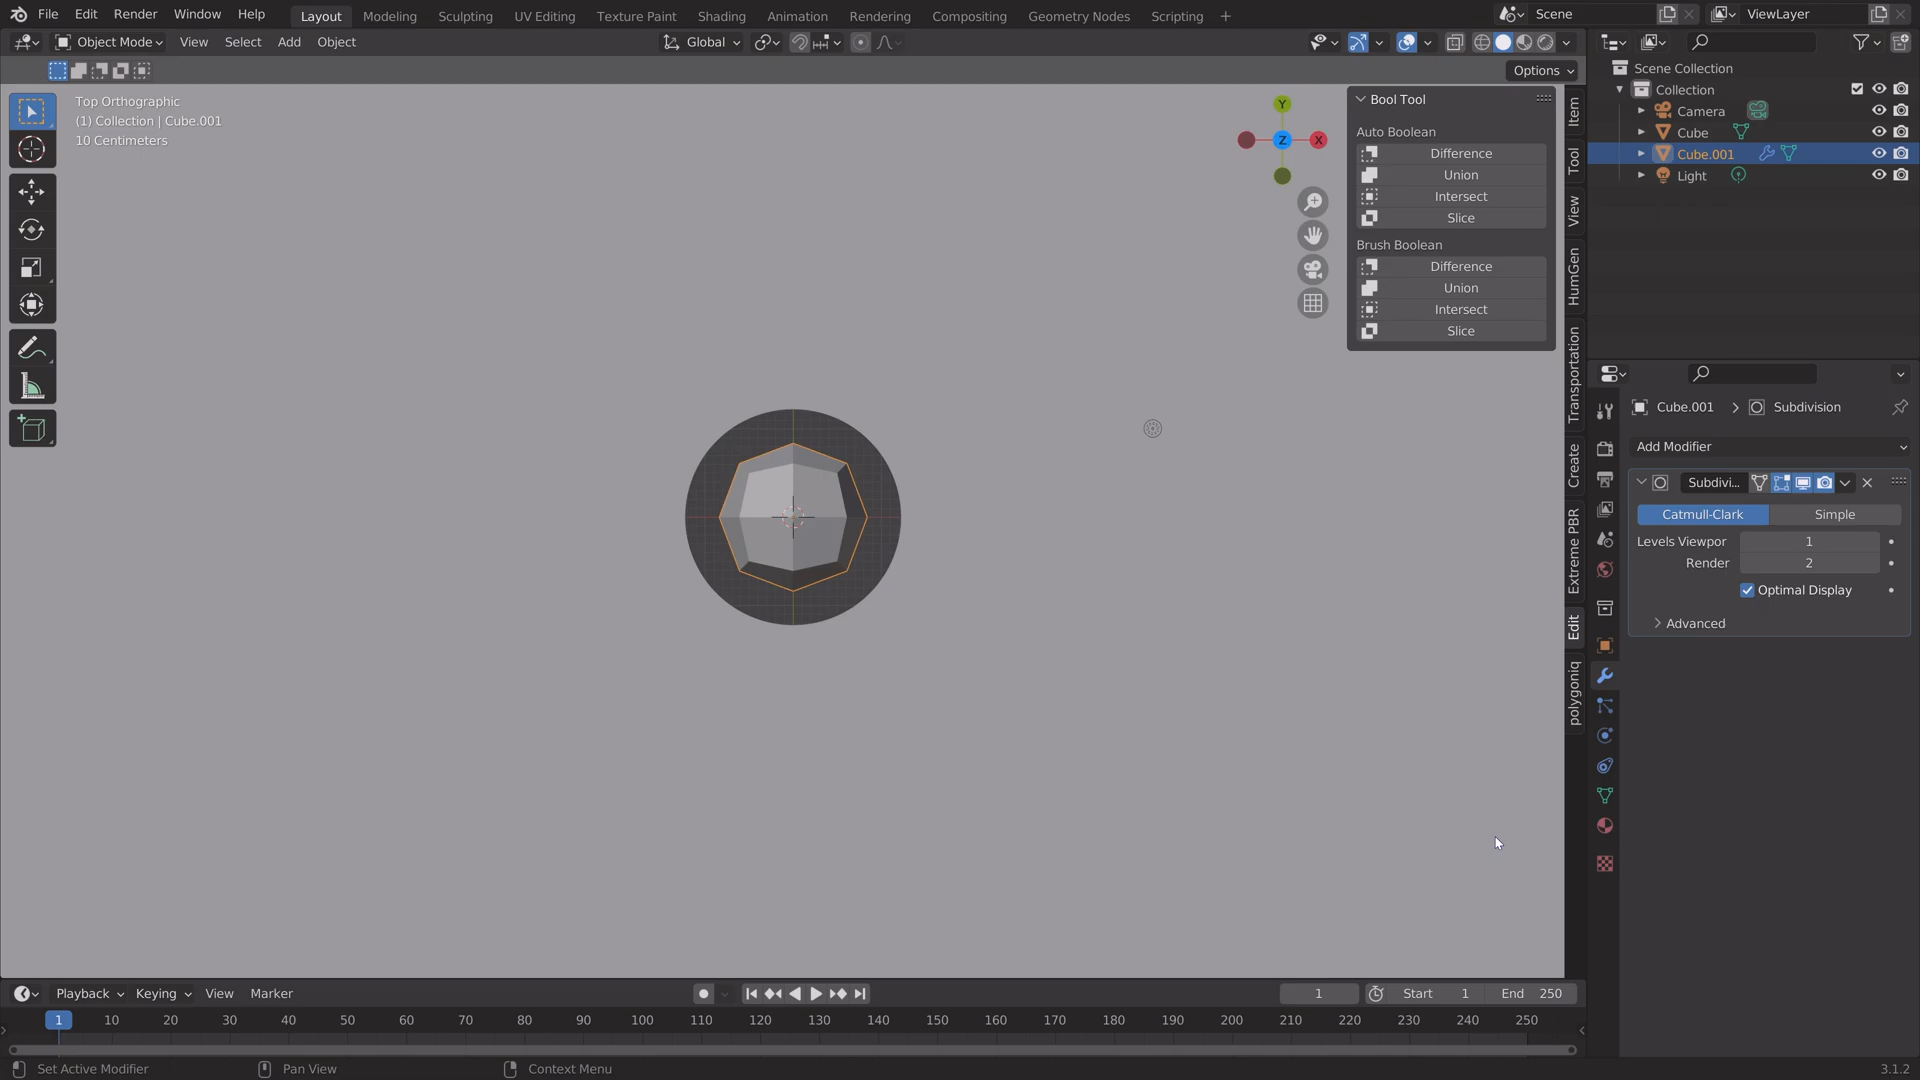 File Edit Render Window Help Layout Modeling Sculpting UV Editing Texture Paint Shading Animation Rendering Compositing Geometry Nodes Scripting + Scene ViewLayer
Object Mode View Select Add Object Global
Options
Top Orthographic
(1) Collection | Cube.001
10 Centimeters
Y
Z
X
Bool Tool
Auto Boolean
Difference
Union
Intersect
Slice
Brush Boolean
Difference
Union
Intersect
Slice
Item
Tool
View
HumGen
Transportation
Create
Extreme PBR
Edit
polygoniq
Scene Collection
Collection
Camera
Cube
Cube.001
Light
Cube.001 Subdivision
Add Modifier
Subdivi...
Catmull-Clark Simple
Levels Viewpor 1
Render 2
Optimal Display
Advanced
Playback Keying View Marker 1 Start 1 End 250
1 10 20 30 40 50 60 70 80 90 100 110 120 130 140 150 160 170 180 190 200 210 220 230 240 250
Set Active Modifier Pan View Context Menu 3.1.2